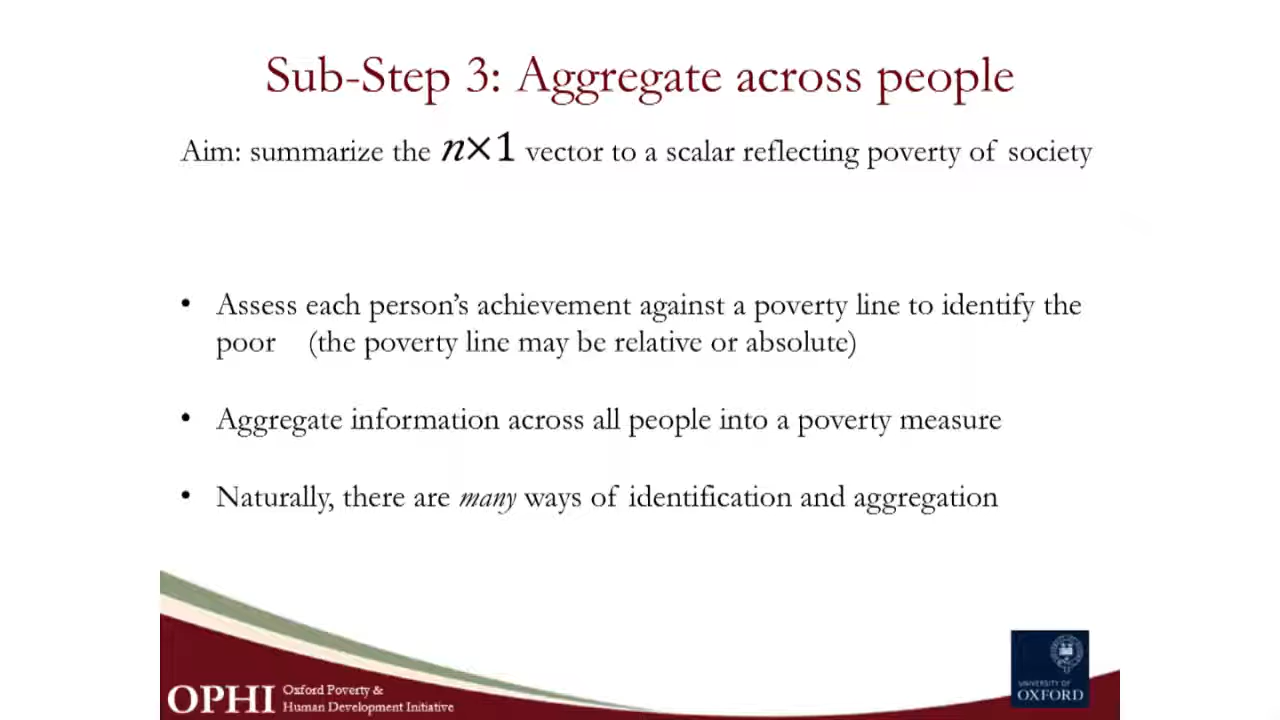 Sub-Step 3: Aggregate across people
Aim: summarize the n×1 vector to a scalar reflecting poverty of society
• Assess each person’s achievement against a poverty line to identify the
poor (the poverty line may be relative or absolute)
• Aggregate information across all people into a poverty measure
• Naturally, there are many ways of identification and aggregation
OPHI
Oxford Poverty &
Human Development Initiative
UNIVERSITY OF
OXFORD